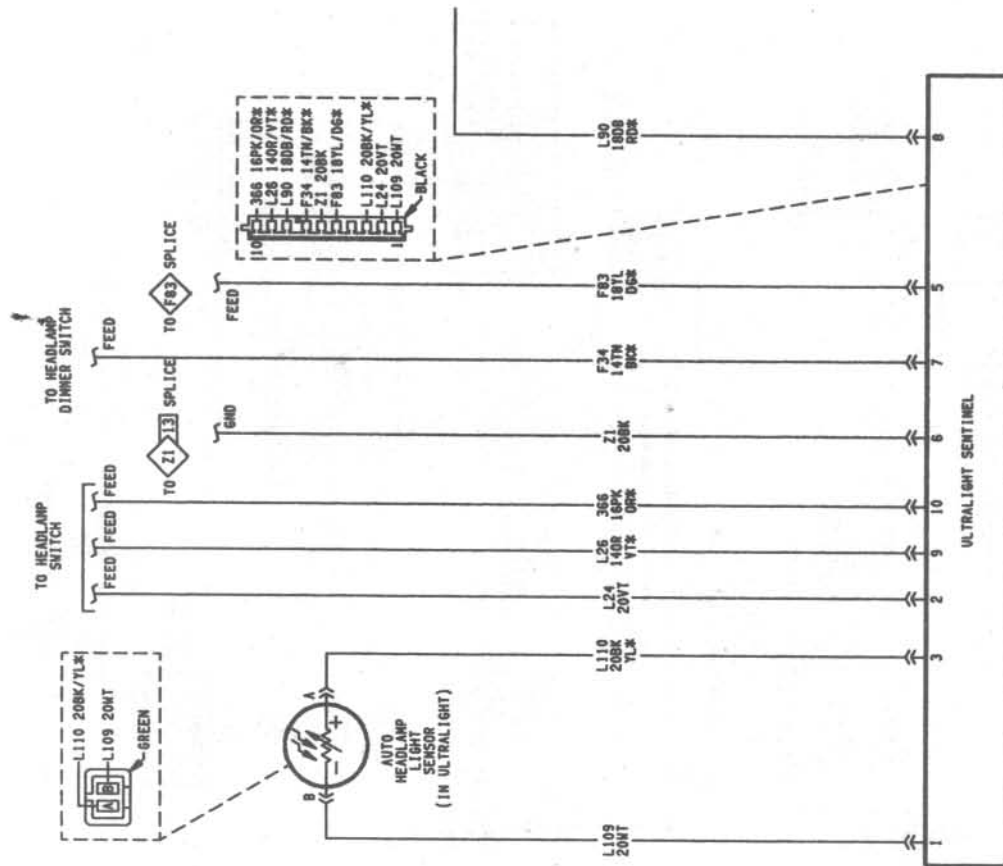 L110 20BK/YL*
L109 20WT
GREEN
A
B
TO HEADLAMP
SWITCH
FEED
FEED
FEED
TO HEADLAMP
DIMMER SWITCH
FEED
TO Z1 13 SPLICE
GND
TO F83 SPLICE
FEED
10
366 16PK/OR*
L26 14OR/VT*
L90 18DB/RD*
F34 14TN/BK*
Z1 20BK
F83 18YL/DG*
L110 20BK/YL*
L24 20VT
L109 20WT
1
BLACK
B
A
-
+
AUTO
HEADLAMP
LIGHT
SENSOR
(IN ULTRALIGHT)
L109
20WT
L110
20BK
YL*
L24
20VT
L26
14OR
VT*
366
16PK
OR*
Z1
20BK
F34
14TN
BK*
F83
18YL
DG*
L90
18DB
RD*
1
3
2
9
10
6
7
5
8
ULTRALIGHT SENTINEL